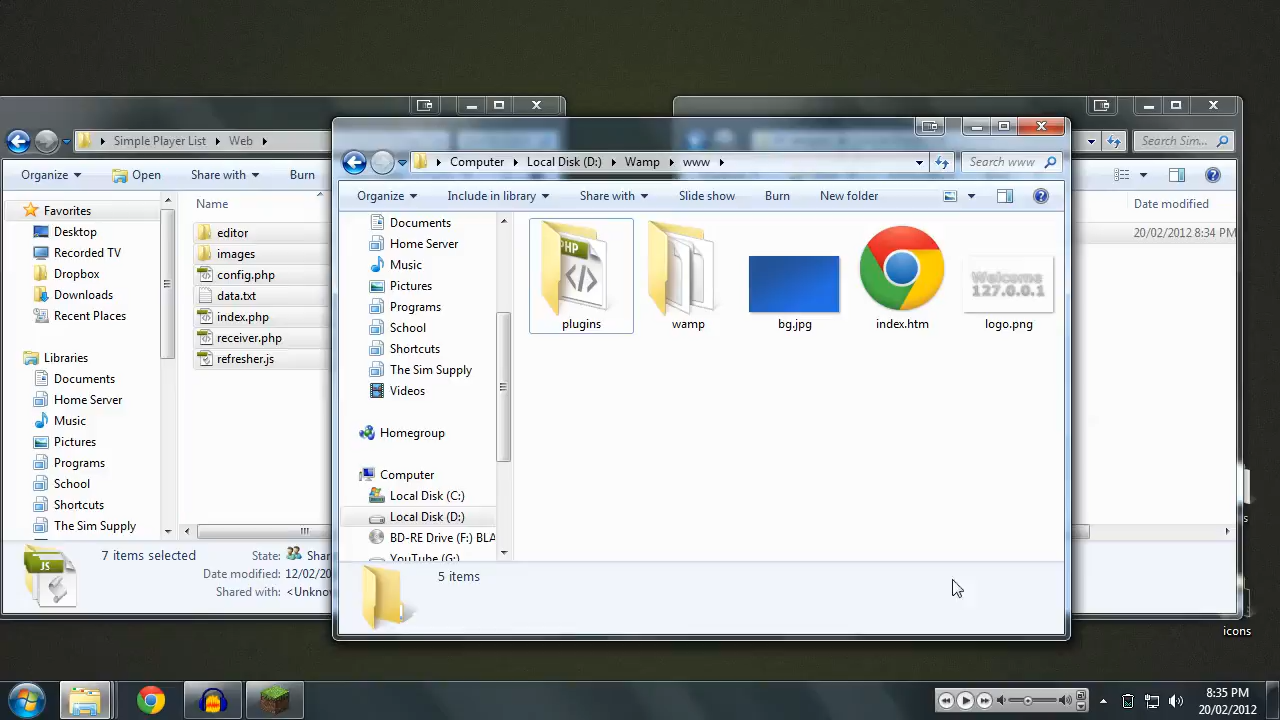 Simple Player List
Web
Search Sim...
Organize
Open
Share with
Burn
Favorites
Desktop
Recorded TV
Dropbox
Downloads
Recent Places
Libraries
Documents
Home Server
Music
Pictures
Programs
School
Shortcuts
The Sim Supply
Name
editor
images
config.php
data.txt
index.php
receiver.php
refresher.js
JS
7 items selected
State:
Shar
Date modified: 12/02/20
Shared with: <Unknow
Computer
Local Disk (D:)
Wamp
www
Search www
Organize
Include in library
Share with
Slide show
Burn
New folder
Documents
Home Server
Music
Pictures
Programs
School
Shortcuts
The Sim Supply
Videos
Homegroup
Computer
Local Disk (C:)
Local Disk (D:)
BD-RE Drive (F:) BLA
YouTube (G:)
PHP
plugins
wamp
bg.jpg
index.htm
Welcome
127.0.0.1
logo.png
5 items
Date modified
20/02/2012 8:34 PM
s
icons
8:35 PM
20/02/2012